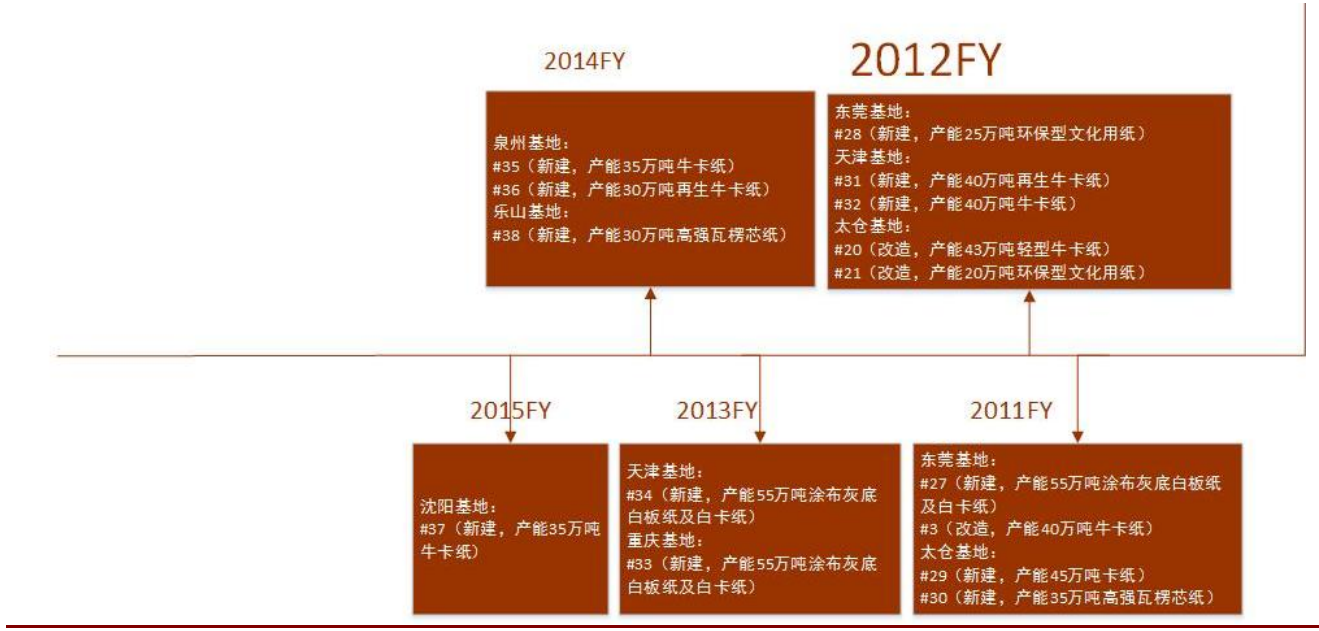 2014FY
泉州基地：
#35（新建，产能35万吨牛卡纸）
#36（新建，产能30万吨再生牛卡纸）
乐山基地：
#38（新建，产能30万吨高强瓦楞芯纸）
2012FY
东莞基地：
#28（新建，产能25万吨环保型文化用纸）
天津基地：
#31（新建，产能40万吨再生牛卡纸）
#32（新建，产能40万吨牛卡纸）
太仓基地：
#20（改造，产能43万吨轻型牛卡纸）
#21（改造，产能20万吨环保型文化用纸）
2015FY
沈阳基地：
#37（新建，产能35万吨
牛卡纸）
2013FY
天津基地：
#34（新建，产能55万吨涂布灰底
白板纸及白卡纸）
重庆基地：
#33（新建，产能55万吨涂布灰底
白板纸及白卡纸）
2011FY
东莞基地：
#27（新建，产能55万吨涂布灰底白板纸
及白卡纸）
#3（改造，产能40万吨牛卡纸）
太仓基地：
#29（新建，产能45万吨卡纸）
#30（新建，产能35万吨高强瓦楞芯纸）